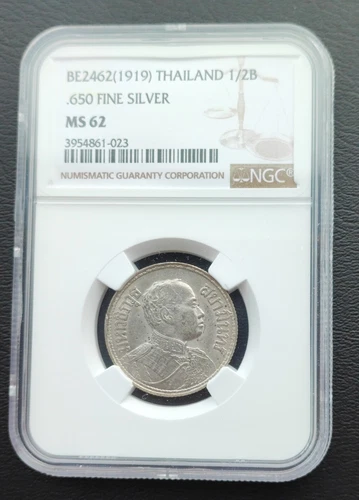 BE2462(1919) THAILAND 1/2B
.650 FINE SILVER
MS 62
3954861-023
NUMISMATIC GUARANTY CORPORATION
NGC®